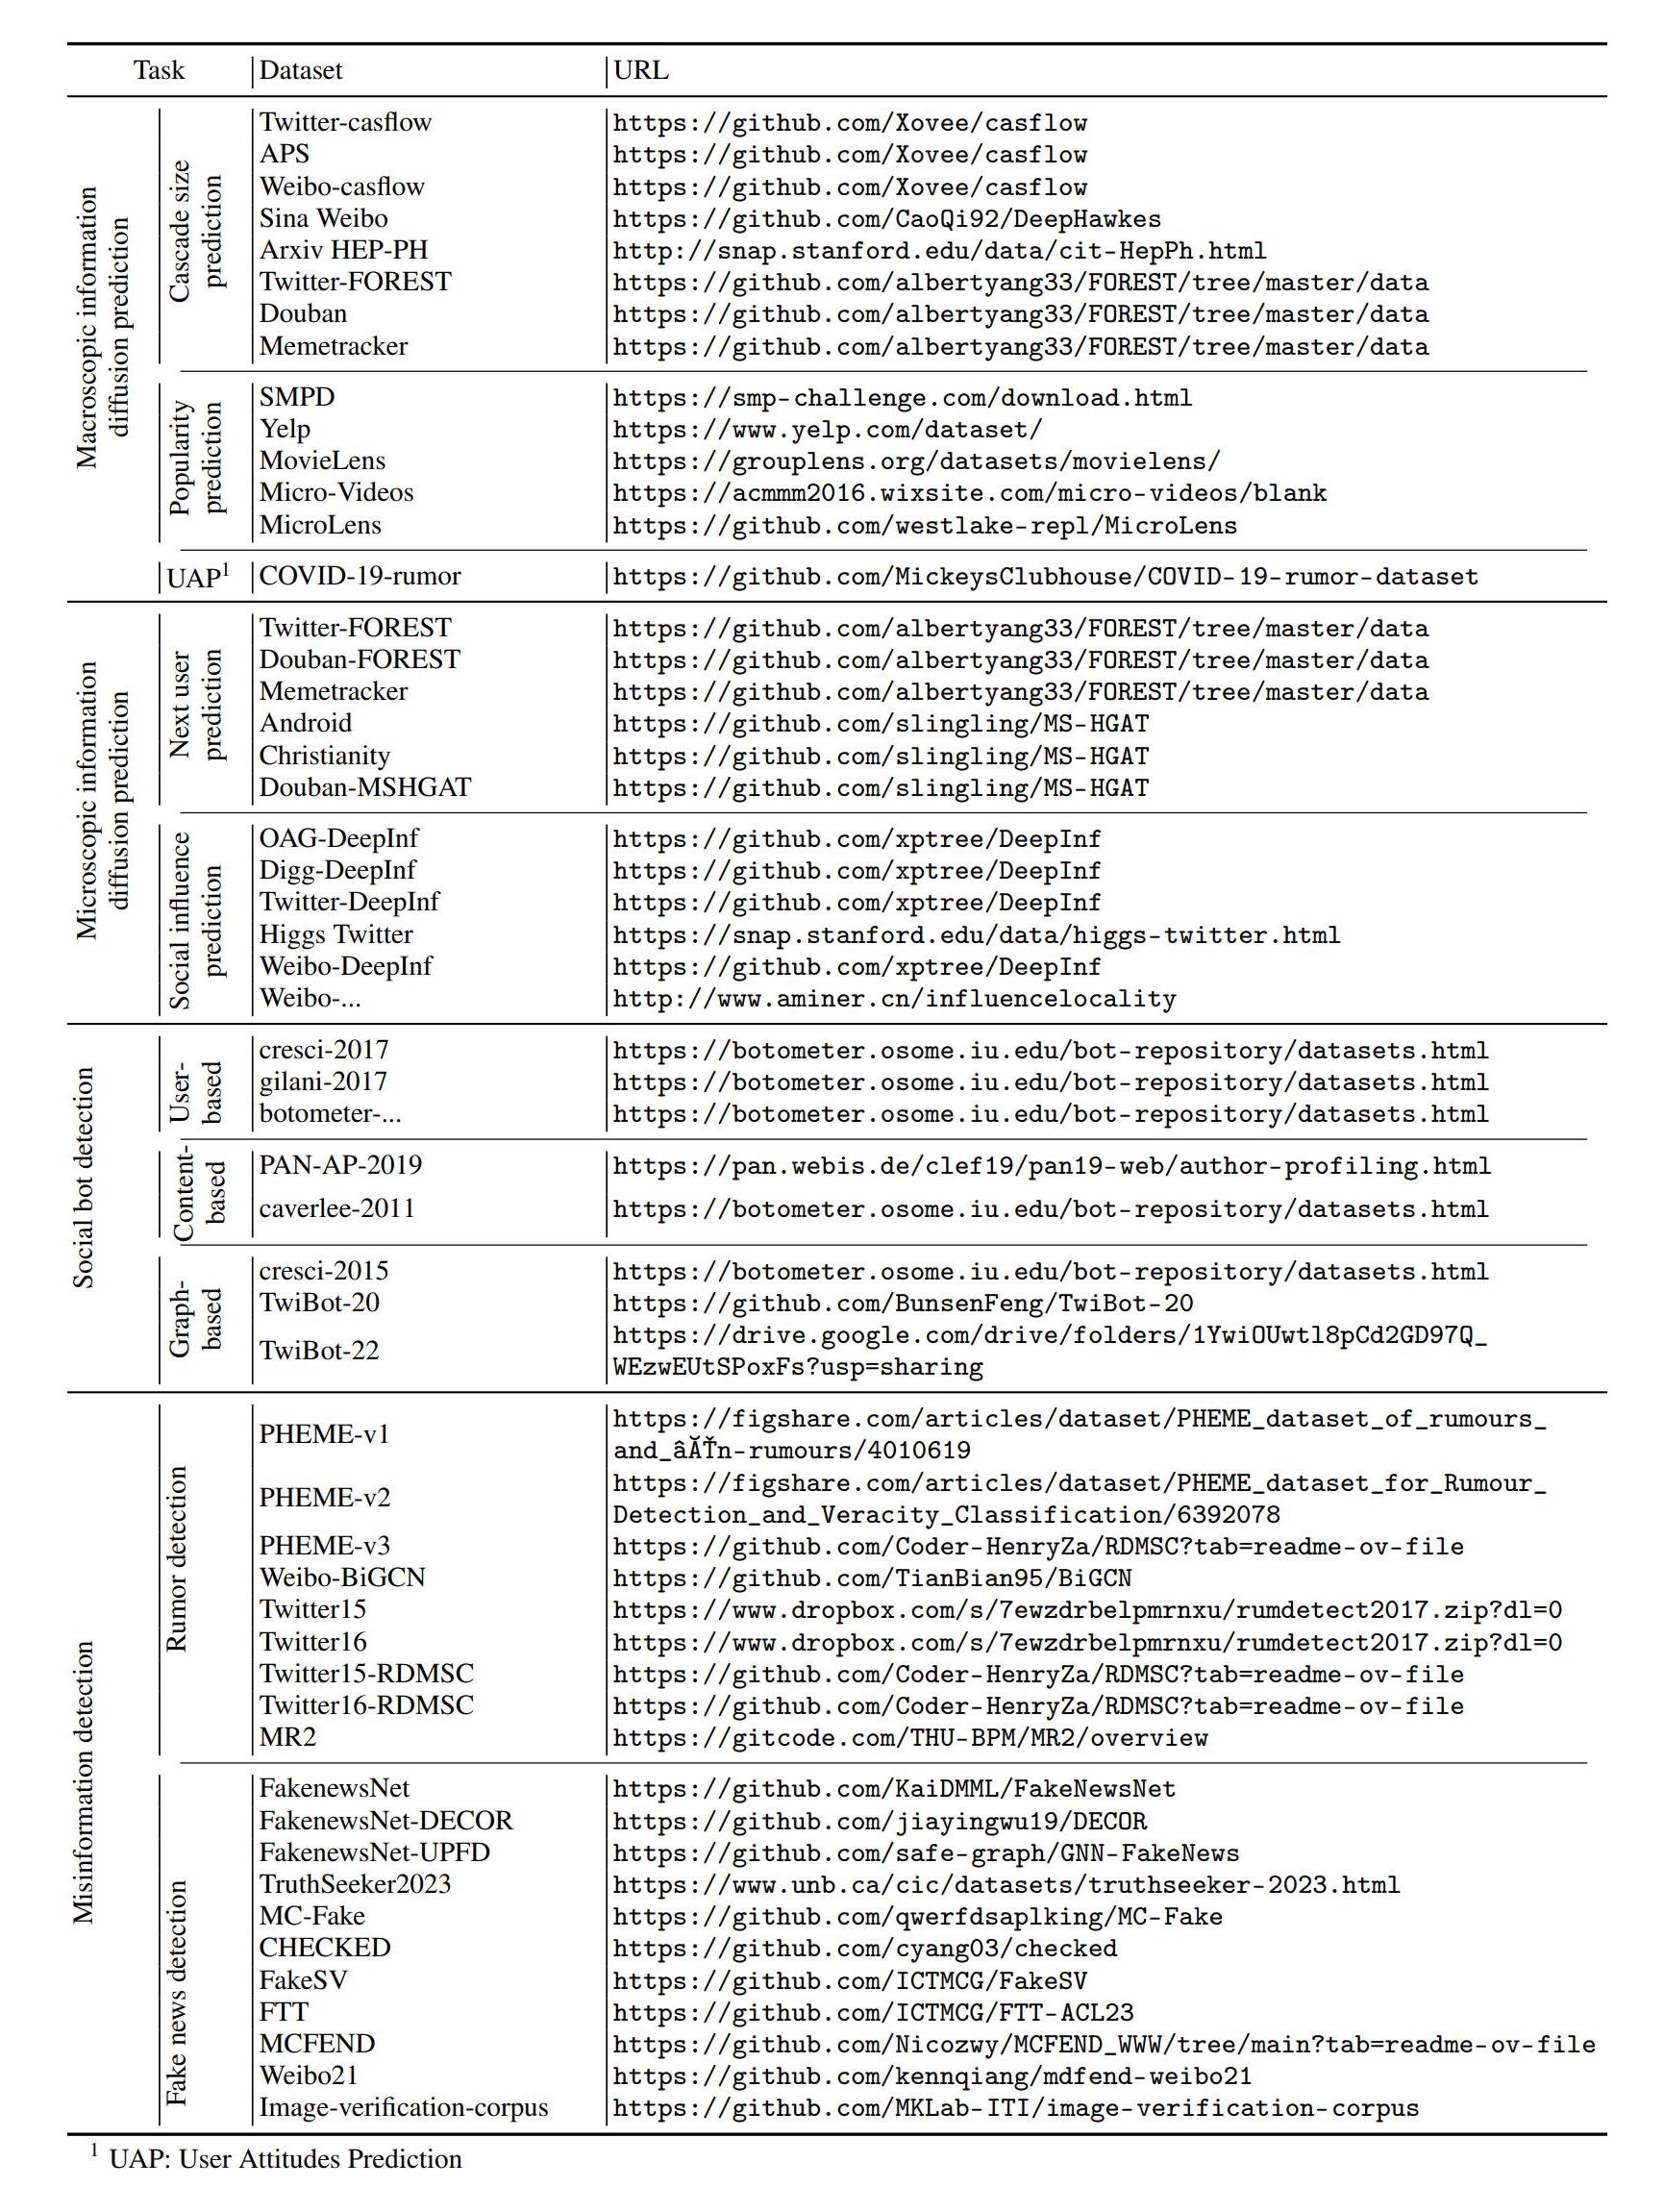 Task Dataset URL
Macroscopic information
diffusion prediction
Cascade size
prediction
Twitter-casflow https://github.com/Xovee/casflow
APS https://github.com/Xovee/casflow
Weibo-casflow https://github.com/Xovee/casflow
Sina Weibo https://github.com/CaoQi92/DeepHawkes
Arxiv HEP-PH http://snap.stanford.edu/data/cit-HepPh.html
Twitter-FOREST https://github.com/albertyang33/FOREST/tree/master/data
Douban https://github.com/albertyang33/FOREST/tree/master/data
Memetracker https://github.com/albertyang33/FOREST/tree/master/data
Popularity
prediction
SMPD https://smp-challenge.com/download.html
Yelp https://www.yelp.com/dataset/
MovieLens https://grouplens.org/datasets/movielens/
Micro-Videos https://acmmm2016.wixsite.com/micro-videos/blank
MicroLens https://github.com/westlake-repl/MicroLens
UAP1 COVID-19-rumor https://github.com/MickeysClubhouse/COVID-19-rumor-dataset
Microscopic information
diffusion prediction
Next user
prediction
Twitter-FOREST https://github.com/albertyang33/FOREST/tree/master/data
Douban-FOREST https://github.com/albertyang33/FOREST/tree/master/data
Memetracker https://github.com/albertyang33/FOREST/tree/master/data
Android https://github.com/slingling/MS-HGAT
Christianity https://github.com/slingling/MS-HGAT
Douban-MSHGAT https://github.com/slingling/MS-HGAT
Social influence
prediction
OAG-DeepInf https://github.com/xptree/DeepInf
Digg-DeepInf https://github.com/xptree/DeepInf
Twitter-DeepInf https://github.com/xptree/DeepInf
Higgs Twitter https://snap.stanford.edu/data/higgs-twitter.html
Weibo-DeepInf https://github.com/xptree/DeepInf
Weibo-... http://www.aminer.cn/influencelocality
Social bot detection
User-
based
cresci-2017 https://botometer.osome.iu.edu/bot-repository/datasets.html
gilani-2017 https://botometer.osome.iu.edu/bot-repository/datasets.html
botometer-... https://botometer.osome.iu.edu/bot-repository/datasets.html
Content-
based
PAN-AP-2019 https://pan.webis.de/clef19/pan19-web/author-profiling.html
caverlee-2011 https://botometer.osome.iu.edu/bot-repository/datasets.html
Graph-
based
cresci-2015 https://botometer.osome.iu.edu/bot-repository/datasets.html
TwiBot-20 https://github.com/BunsenFeng/TwiBot-20
TwiBot-22 https://drive.google.com/drive/folders/1YwiOUwtl8pCd2GD97Q_
WEzwEUtSPoxFs?usp=sharing
Misinformation detection
Rumor detection
PHEME-v1 https://figshare.com/articles/dataset/PHEME_dataset_of_rumours_
and_âĂŤn-rumours/4010619
PHEME-v2 https://figshare.com/articles/dataset/PHEME_dataset_for_Rumour_
Detection_and_Veracity_Classification/6392078
PHEME-v3 https://github.com/Coder-HenryZa/RDMSC?tab=readme-ov-file
Weibo-BiGCN https://github.com/TianBian95/BiGCN
Twitter15 https://www.dropbox.com/s/7ewzdrbelpmrnxu/rumdetect2017.zip?dl=0
Twitter16 https://www.dropbox.com/s/7ewzdrbelpmrnxu/rumdetect2017.zip?dl=0
Twitter15-RDMSC https://github.com/Coder-HenryZa/RDMSC?tab=readme-ov-file
Twitter16-RDMSC https://github.com/Coder-HenryZa/RDMSC?tab=readme-ov-file
MR2 https://gitcode.com/THU-BPM/MR2/overview
Fake news detection
FakenewsNet https://github.com/KaiDMML/FakeNewsNet
FakenewsNet-DECOR https://github.com/jiayingwu19/DECOR
FakenewsNet-UPFD https://github.com/safe-graph/GNN-FakeNews
TruthSeeker2023 https://www.unb.ca/cic/datasets/truthseeker-2023.html
MC-Fake https://github.com/qwerfdsaplking/MC-Fake
CHECKED https://github.com/cyang03/checked
FakeSV https://github.com/ICTMCG/FakeSV
FTT https://github.com/ICTMCG/FTT-ACL23
MCFEND https://github.com/Nicozwy/MCFEND_WWW/tree/main?tab=readme-ov-file
Weibo21 https://github.com/kennqiang/mdfend-weibo21
Image-verification-corpus https://github.com/MKLab-ITI/image-verification-corpus
1 UAP: User Attitudes Prediction